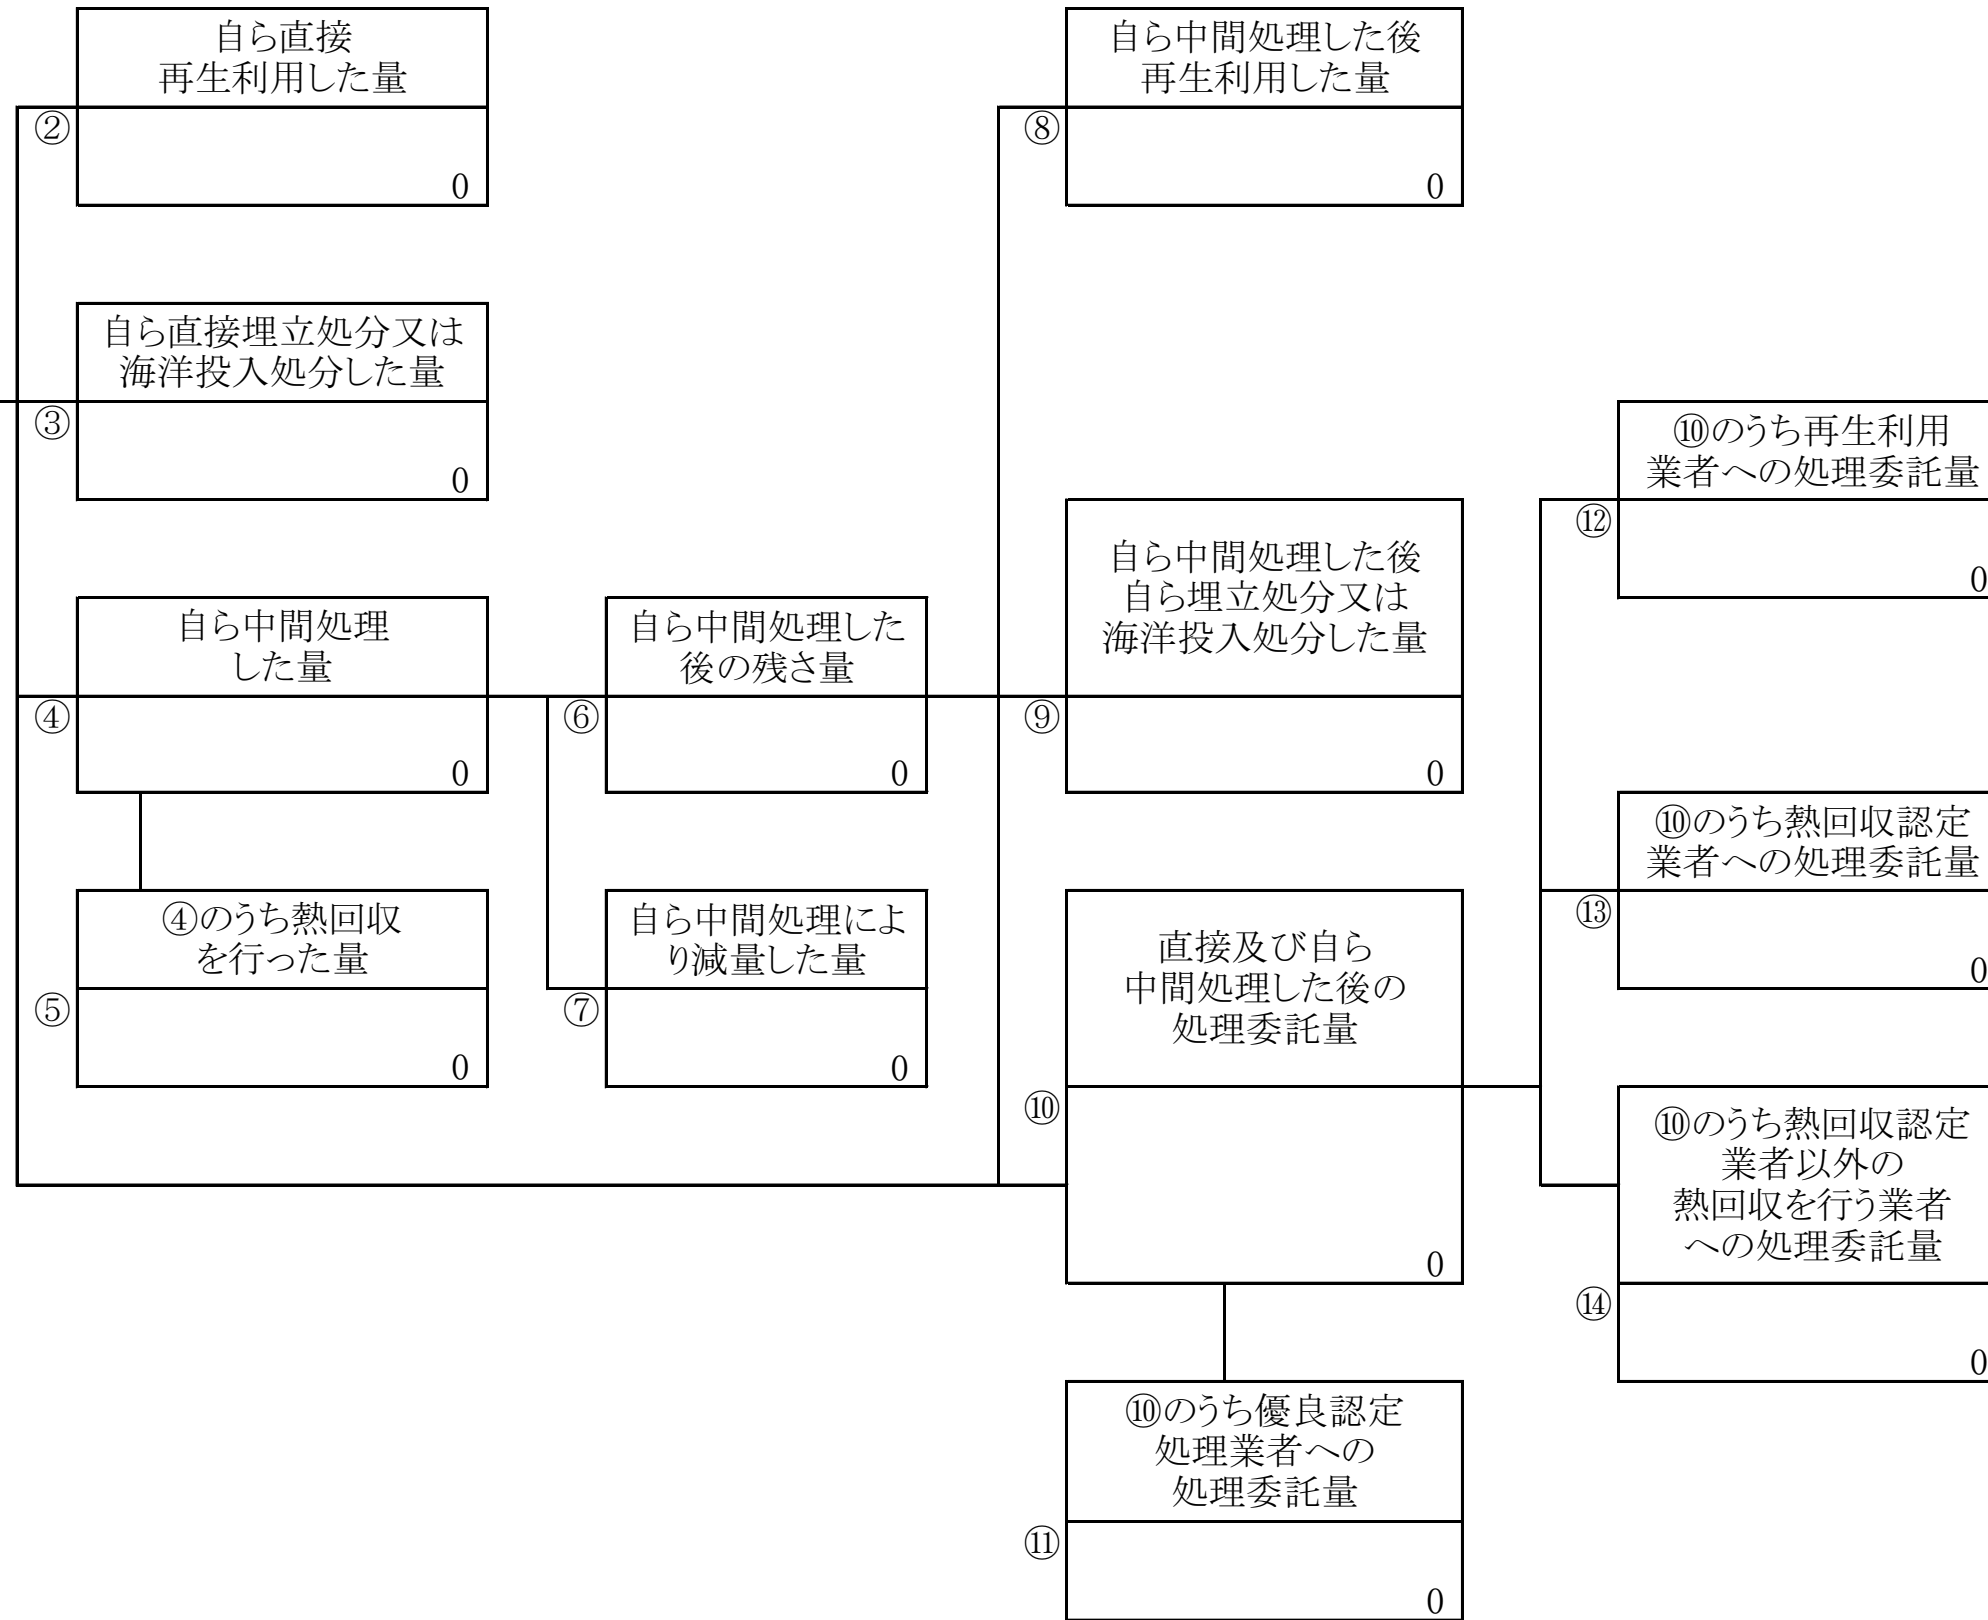 自ら直接
再生利用した量
②
0
自ら中間処理した後
再生利用した量
⑧
0
自ら直接埋立処分又は
海洋投入処分した量
③
0
⑩のうち再生利用
業者への処理委託量
⑫
0
自ら中間処理
した量
④
0
自ら中間処理した
後の残さ量
⑥
0
自ら中間処理した後
自ら埋立処分又は
海洋投入処分した量
⑨
0
⑩のうち熱回収認定
業者への処理委託量
⑬
0
④のうち熱回収
を行った量
⑤
0
自ら中間処理によ
り減量した量
⑦
0
直接及び自ら
中間処理した後の
処理委託量
⑩
0
⑩のうち熱回収認定
業者以外の
熱回収を行う業者
への処理委託量
⑭
0
⑩のうち優良認定
処理業者への
処理委託量
⑪
0